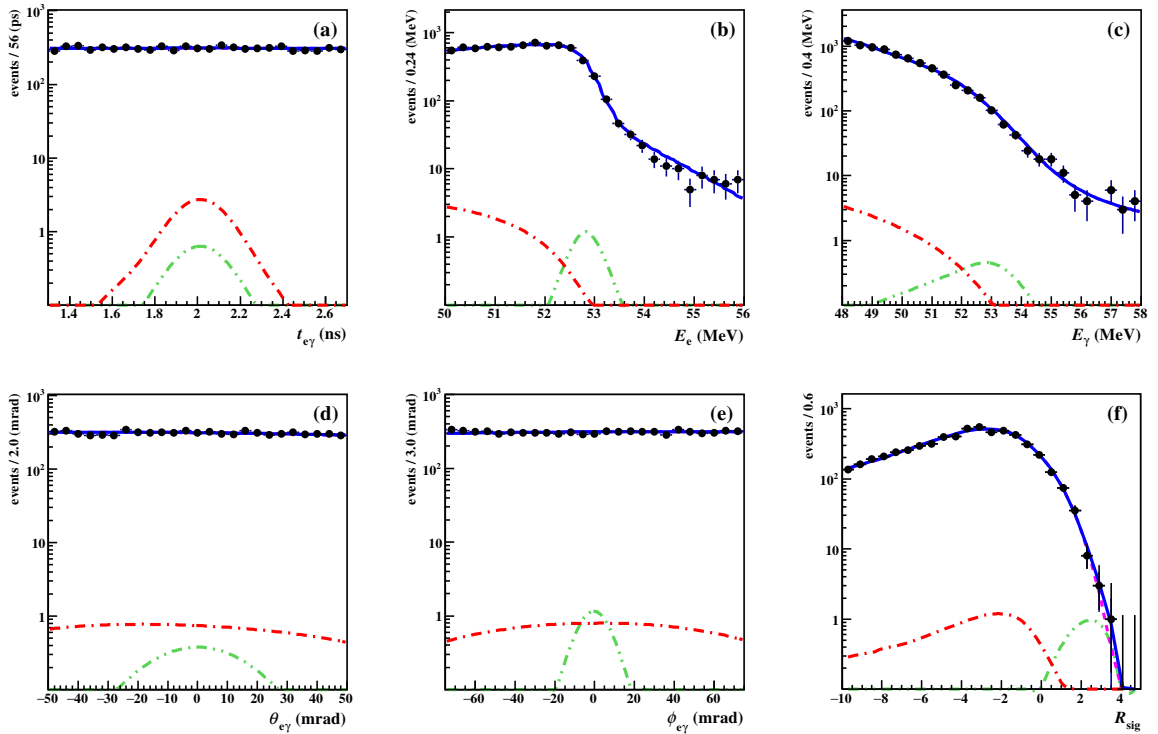 (a)
events / 56 (ps)
10³
10²
10
1
1.4 1.6 1.8 2 2.2 2.4 2.6
t_eγ (ns)
(b)
events / 0.24 (MeV)
10³
10²
10
1
50 51 52 53 54 55 56
E_e (MeV)
(c)
events / 0.4 (MeV)
10³
10²
10
1
48 49 50 51 52 53 54 55 56 57 58
E_γ (MeV)
(d)
events / 2.0 (mrad)
10³
10²
10
1
−50 −40 −30 −20 −10 0 10 20 30 40 50
θ_eγ (mrad)
(e)
events / 3.0 (mrad)
10³
10²
10
1
−60 −40 −20 0 20 40 60
ϕ_eγ (mrad)
(f)
events / 0.6
10³
10²
10
1
−10 −8 −6 −4 −2 0 2 4
R_sig